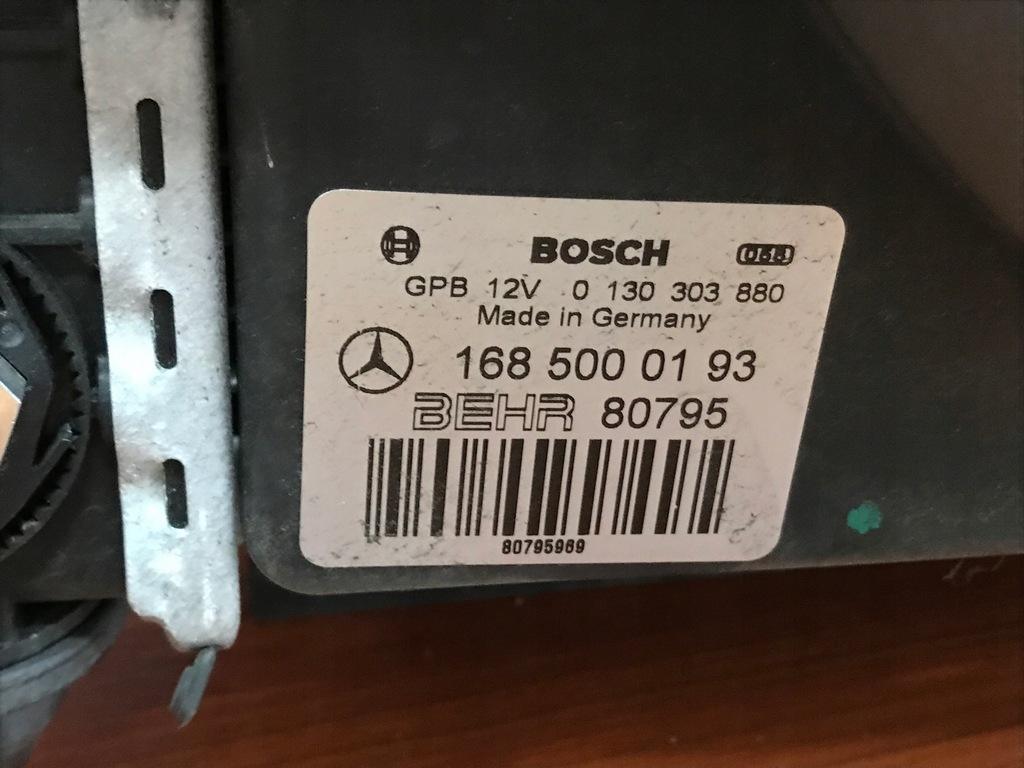 BOSCH
GPB 12V 0 130 303 880
Made in Germany
168 500 01 93
BEHR 80795
80795969